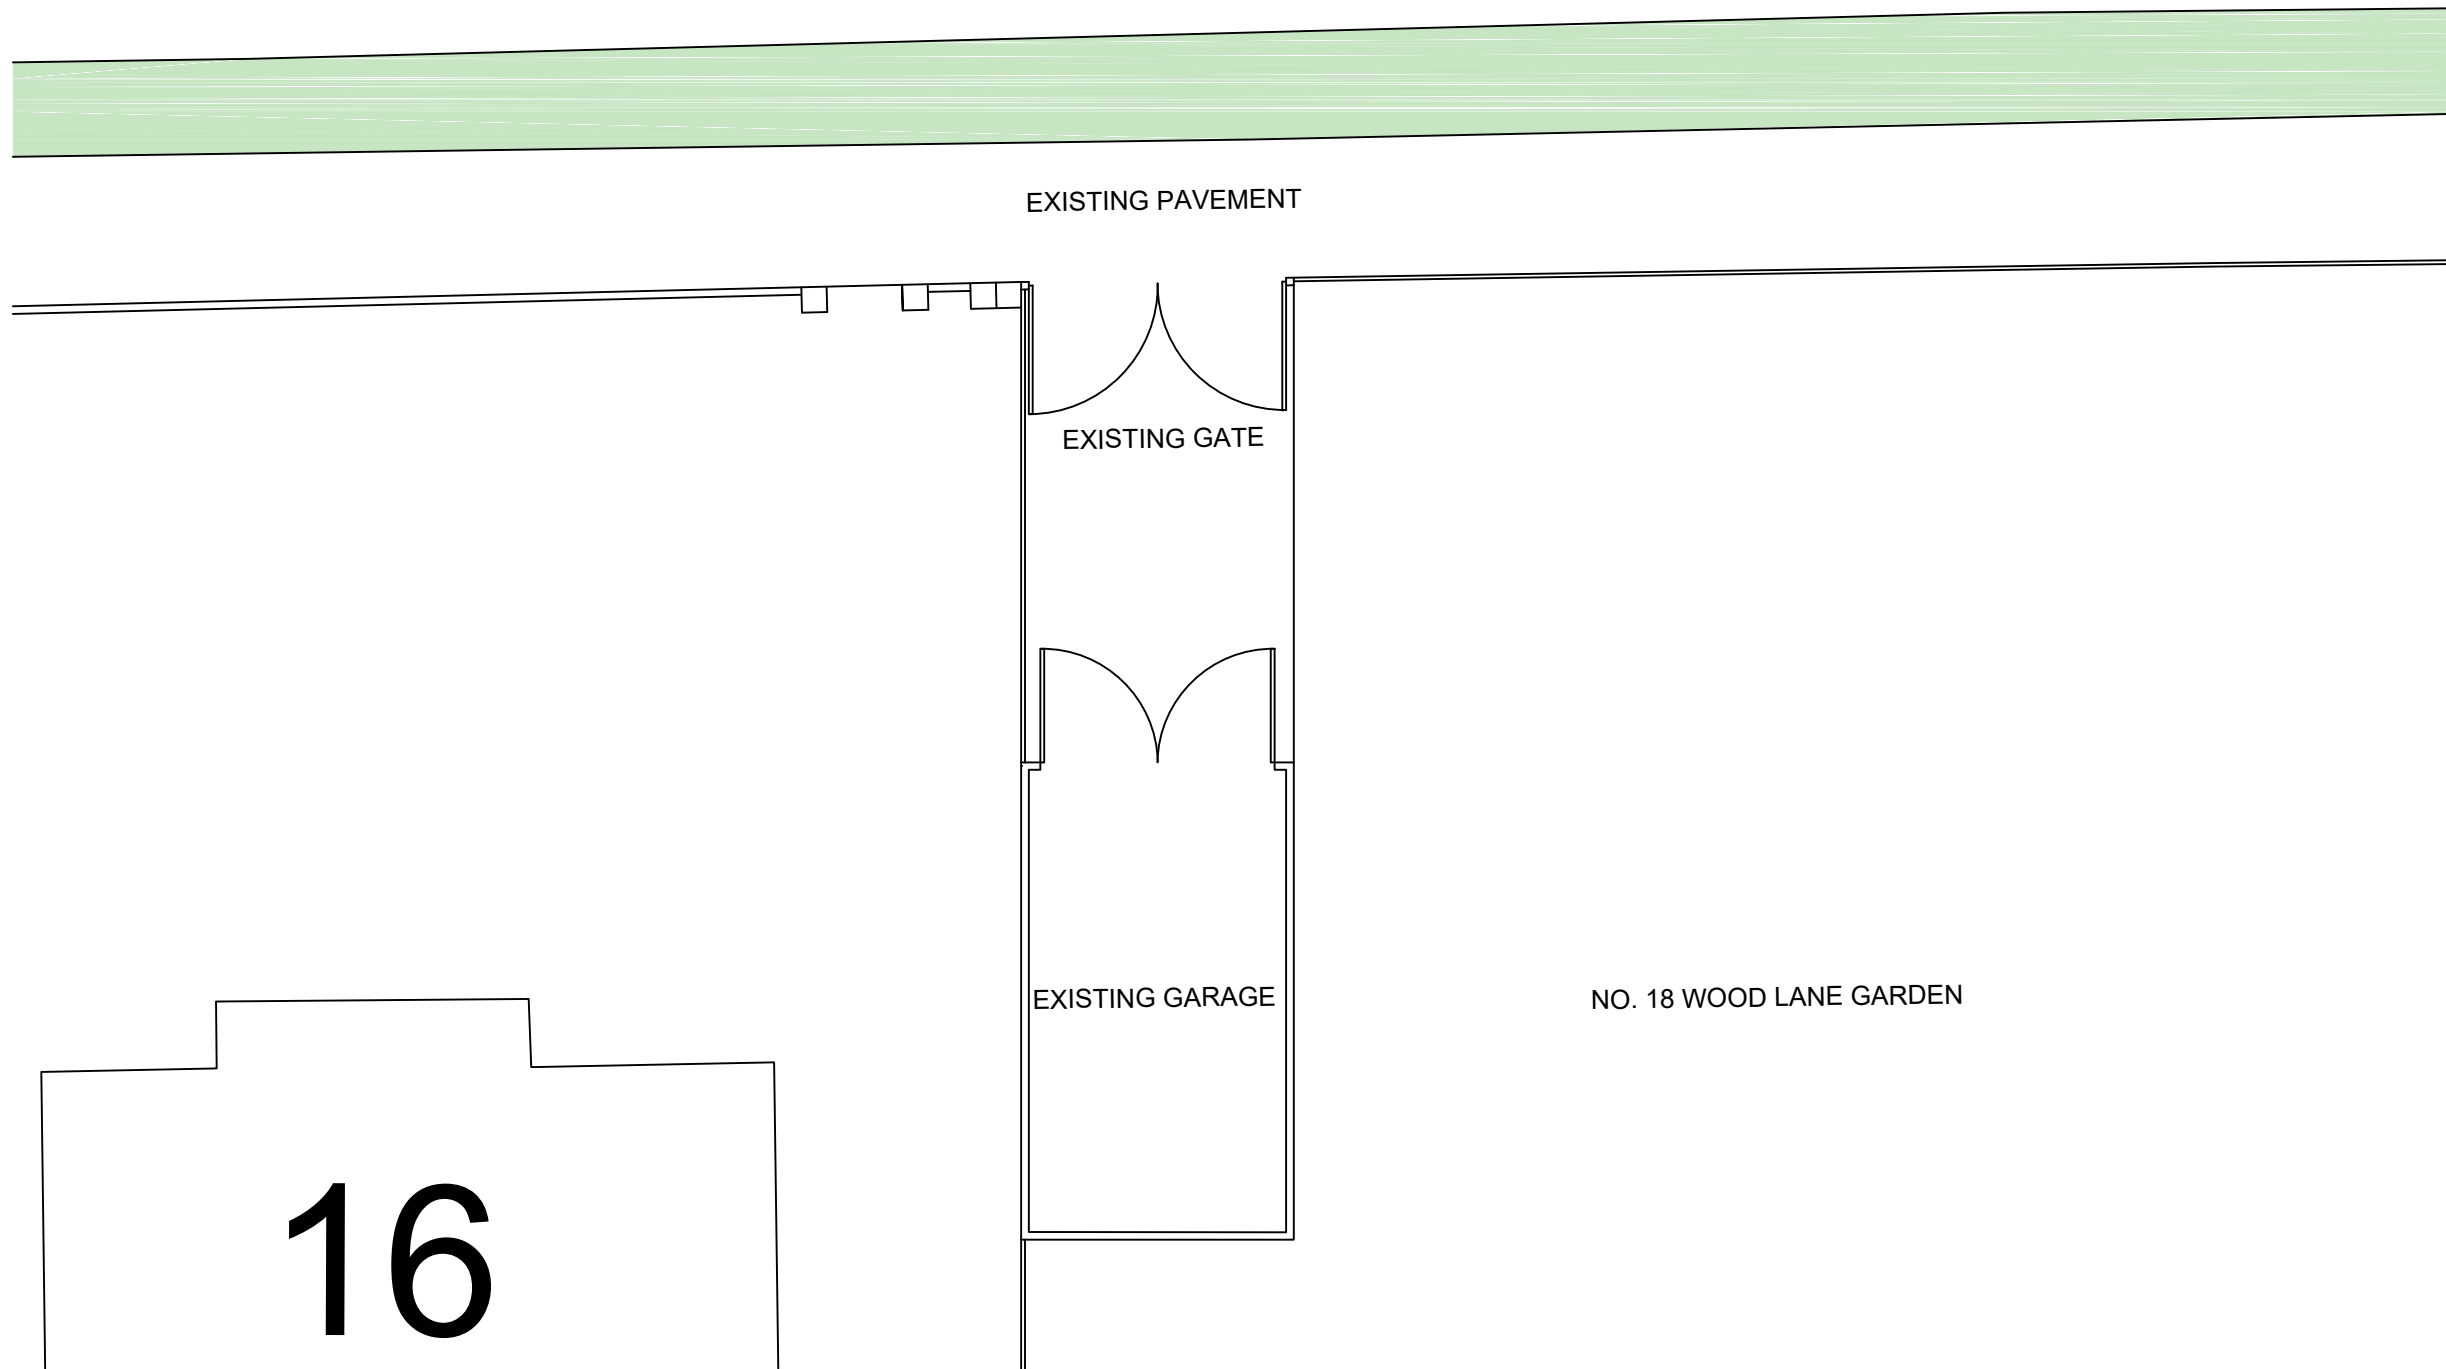 EXISTING PAVEMENT
EXISTING GATE
EXISTING GARAGE
NO. 18 WOOD LANE GARDEN
16